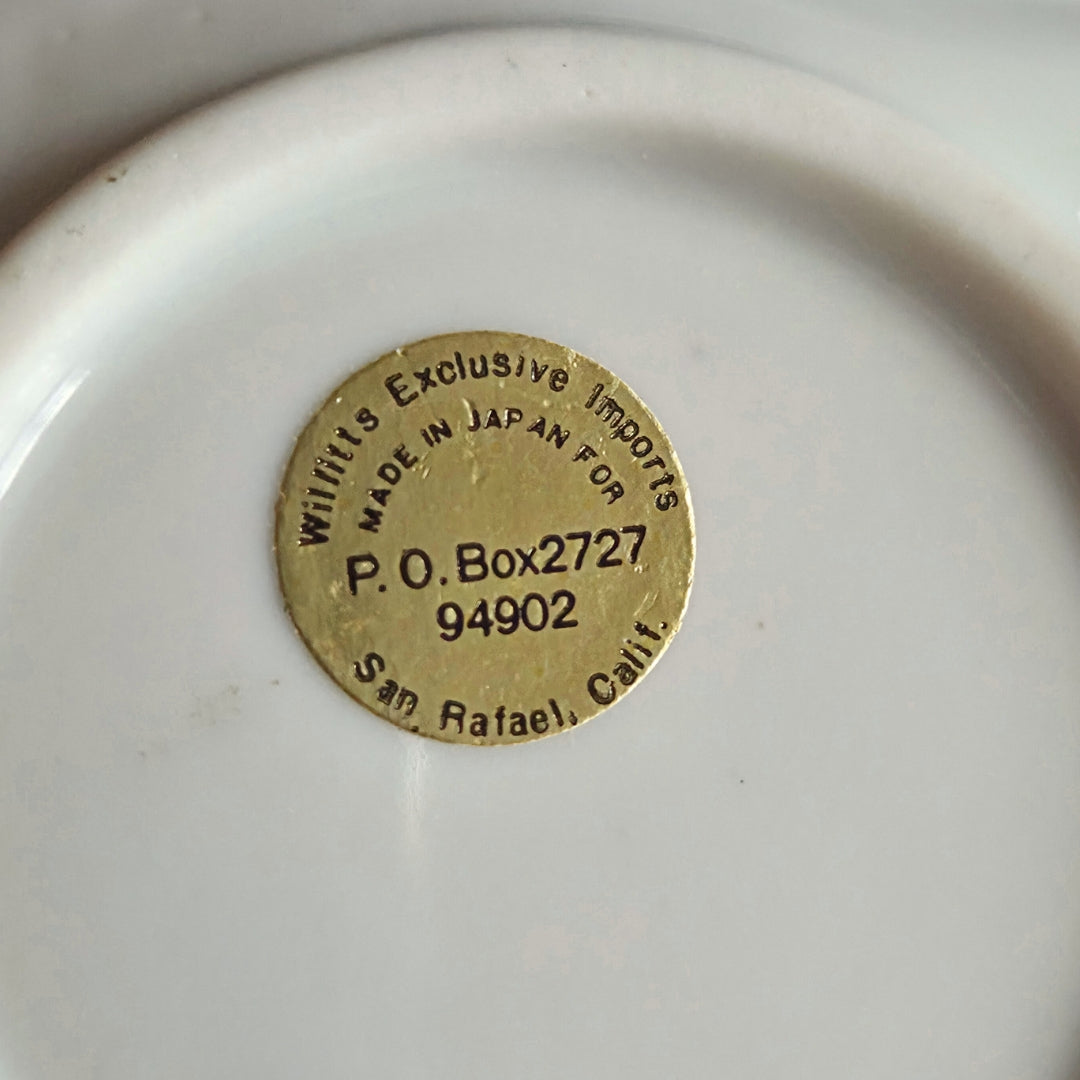 Willitts Exclusive Imports
MADE IN JAPAN FOR
P. O. Box2727
94902
San Rafael, Calif.